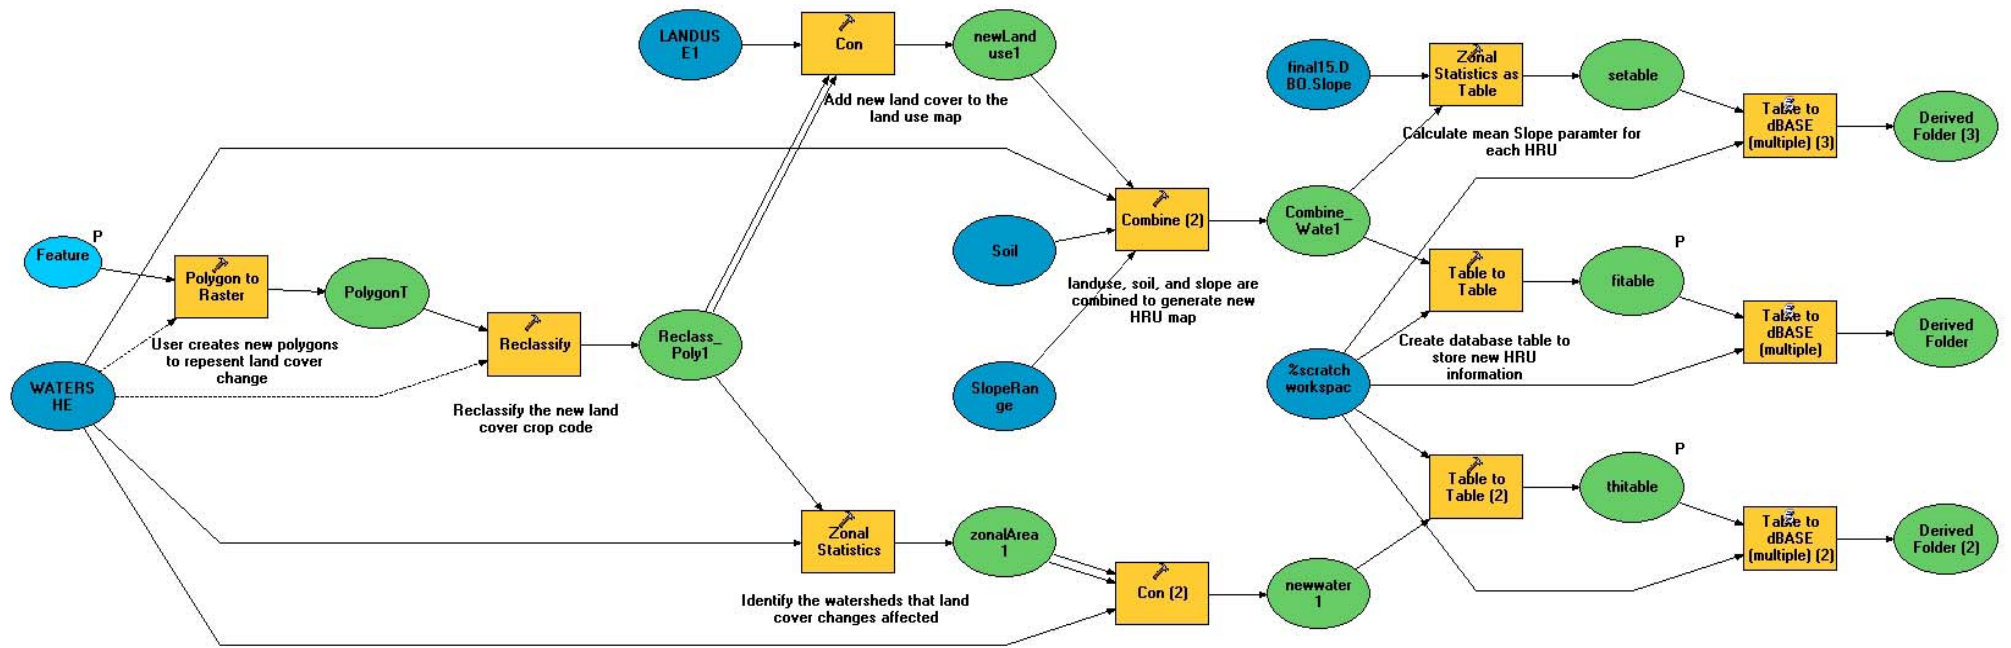 LANDUS
E1
Con
newLand
use1
Add new land cover to the
land use map
final15.D
BO.Slope
Zonal
Statistics as
Table
setable
Calculate mean Slope paramter for
each HRU
Table to
dBASE
(multiple) (3)
Derived
Folder (3)
P
Feature
Polygon to
Raster
PolygonT
User creates new polygons
to repesent land cover
change
Reclassify
Reclassify the new land
cover crop code
Reclass_
Poly1
WATERS
HE
Soil
Combine (2)
landuse, soil, and slope are
combined to generate new
HRU map
SlopeRan
ge
Combine_
Wate1
Table to
Table
P
fitable
Create database table to
store new HRU
information
Table to
dBASE
(multiple)
Derived
Folder
%scratch
workspac
Zonal
Statistics
Identify the watersheds that land
cover changes affected
zonalArea
1
Con (2)
newwater
1
Table to
Table (2)
P
thitable
Table to
dBASE
(multiple) (2)
Derived
Folder (2)